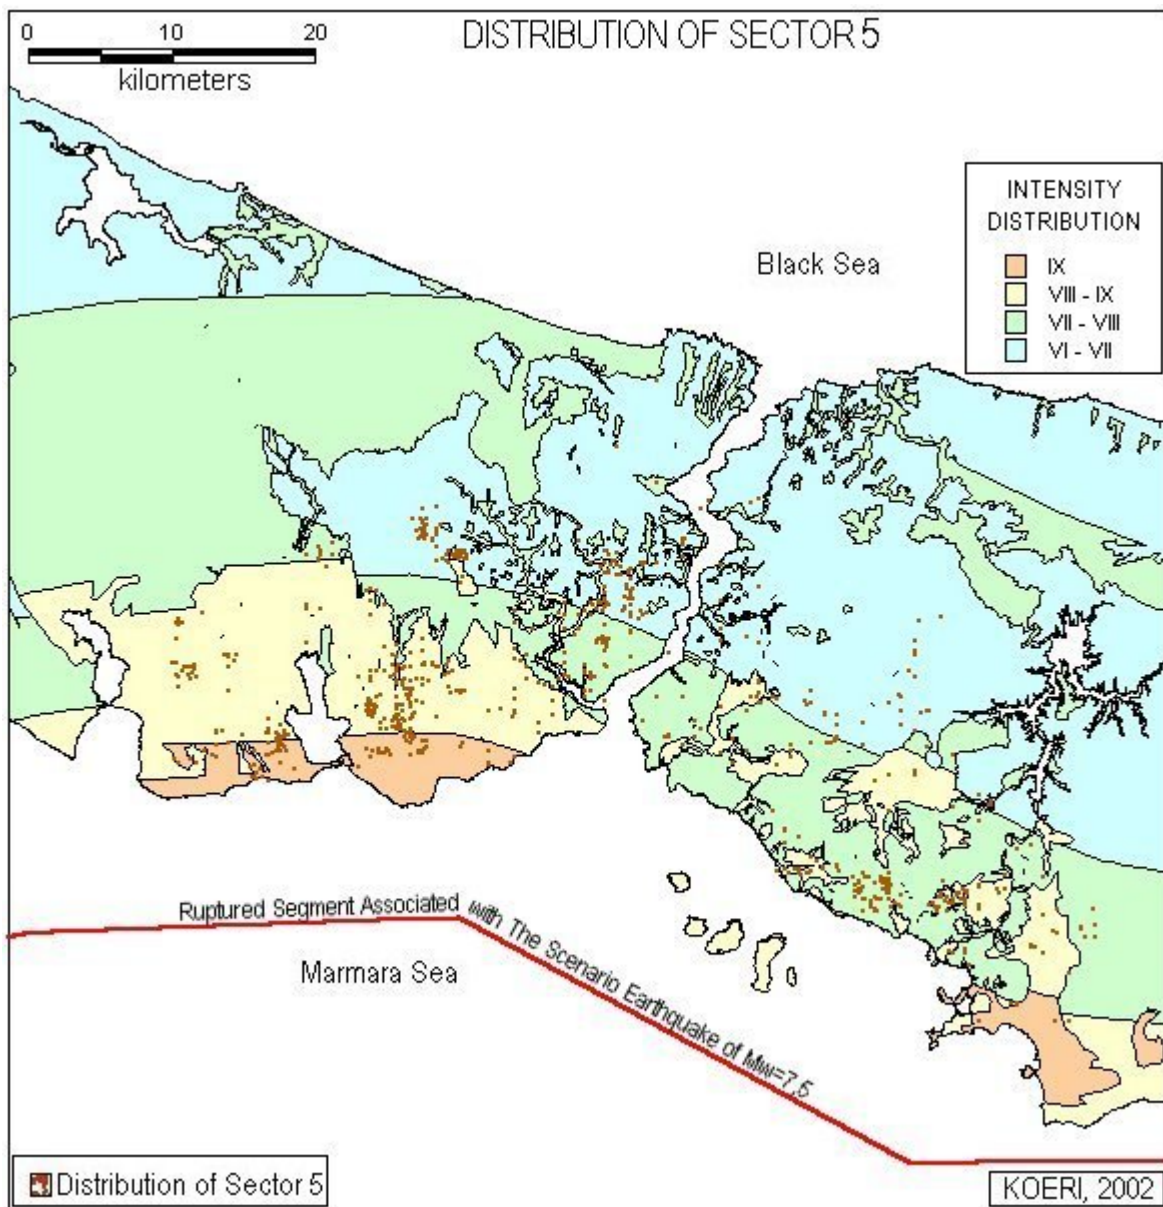 0 10 20
kilometers
DISTRIBUTION OF SECTOR 5
INTENSITY
DISTRIBUTION
IX
VIII - IX
VII - VIII
VI - VII
Black Sea
Ruptured Segment Associated with The Scenario Earthquake of Mw=7,5
Marmara Sea
Distribution of Sector 5
KOERI, 2002